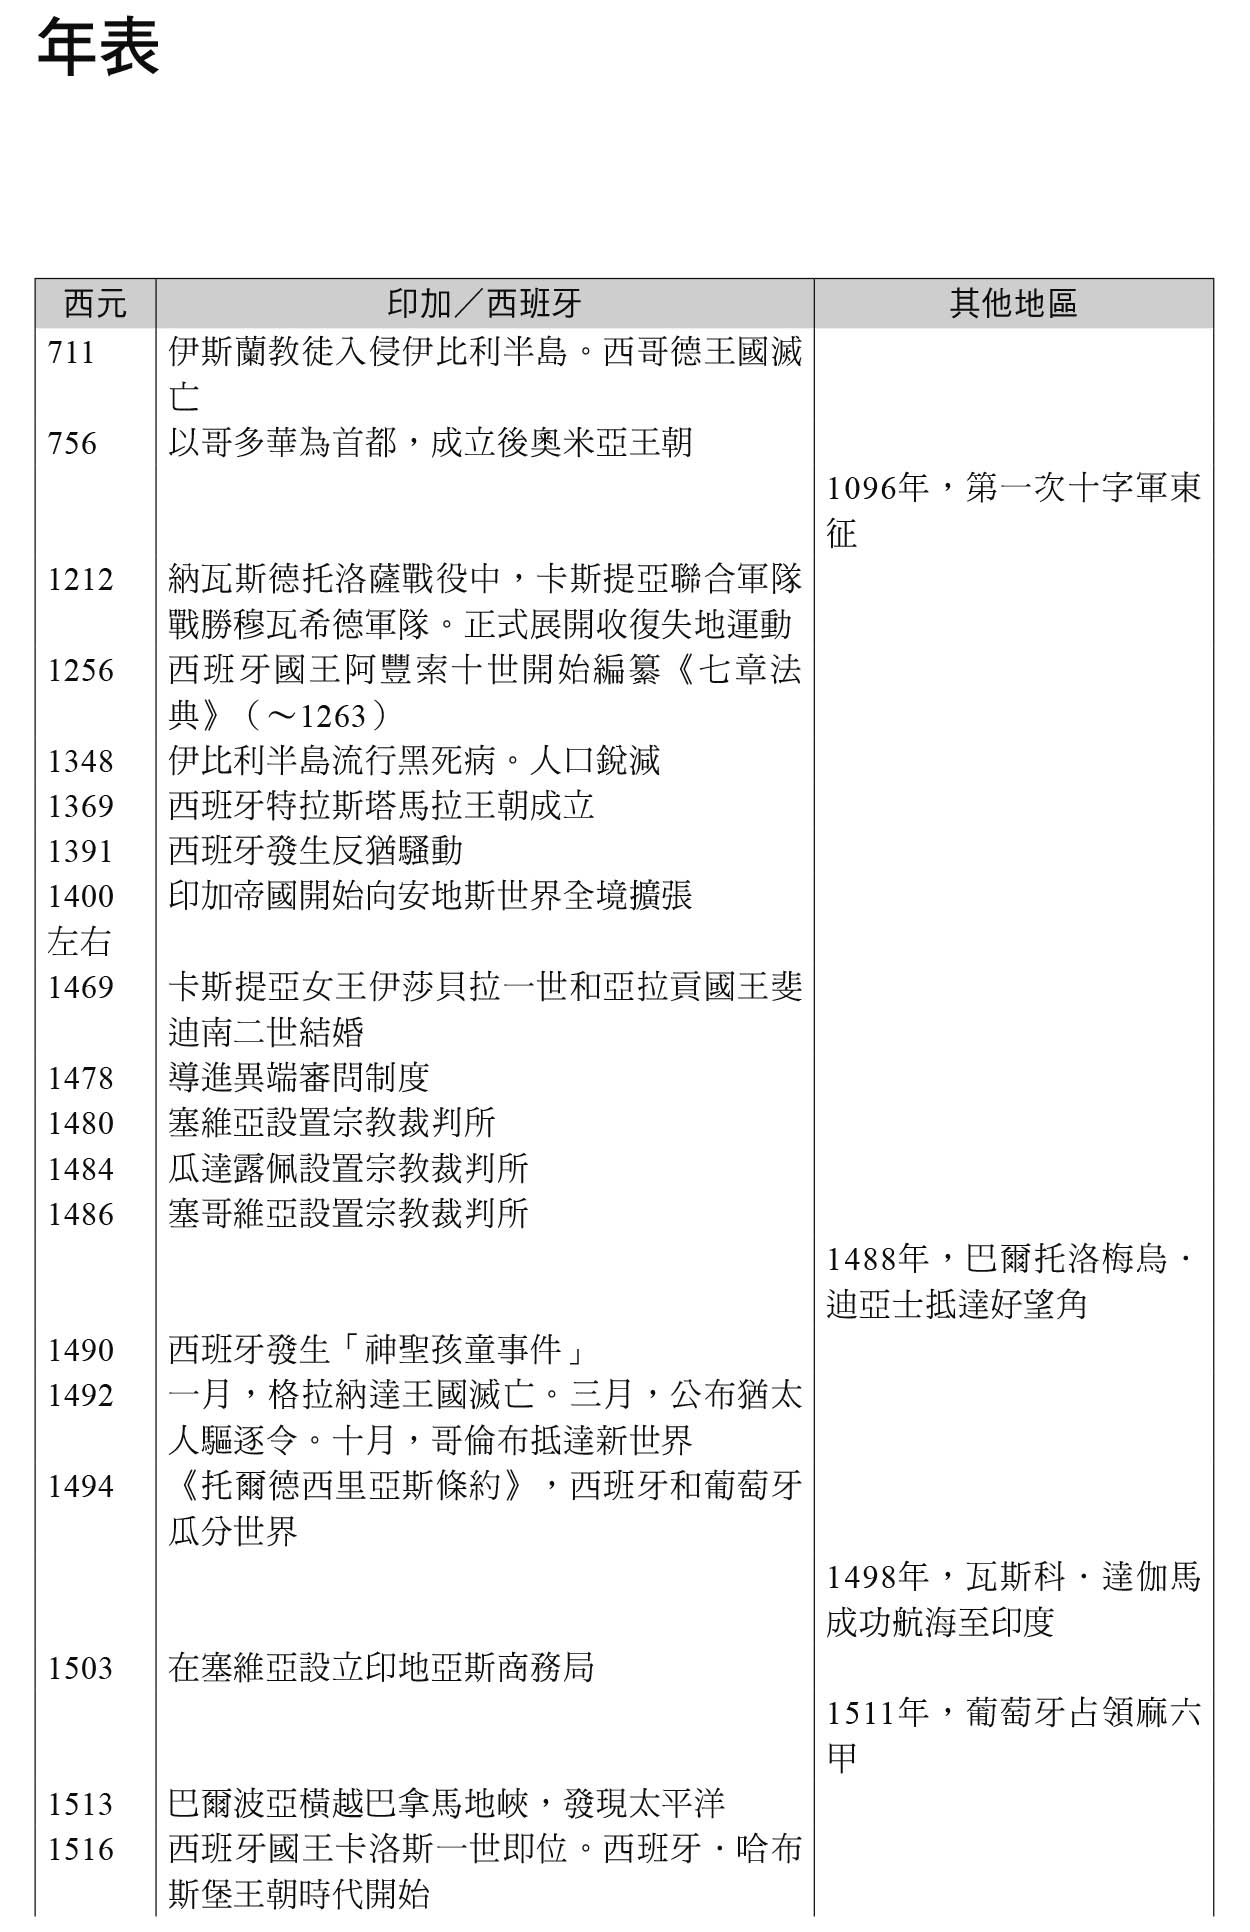 年表
西元 印加／西班牙 其他地區
711 伊斯蘭教徒入侵伊比利半島。西哥德王國滅
亡
756 以哥多華為首都，成立後奧米亞王朝
1096年，第一次十字軍東
征
1212 納瓦斯德托洛薩戰役中，卡斯提亞聯合軍隊
戰勝穆瓦希德軍隊。正式展開收復失地運動
1256 西班牙國王阿豐索十世開始編纂《七章法
典》（～1263）
1348 伊比利半島流行黑死病。人口銳減
1369 西班牙特拉斯塔馬拉王朝成立
1391 西班牙發生反猶騷動
1400 印加帝國開始向安地斯世界全境擴張
左右
1469 卡斯提亞女王伊莎貝拉一世和亞拉貢國王斐
迪南二世結婚
1478 導進異端審問制度
1480 塞維亞設置宗教裁判所
1484 瓜達露佩設置宗教裁判所
1486 塞哥維亞設置宗教裁判所
1488年，巴爾托洛梅烏．
迪亞士抵達好望角
1490 西班牙發生「神聖孩童事件」
1492 一月，格拉納達王國滅亡。三月，公布猶太
人驅逐令。十月，哥倫布抵達新世界
1494 《托爾德西里亞斯條約》，西班牙和葡萄牙
瓜分世界
1498年，瓦斯科．達伽馬
成功航海至印度
1503 在塞維亞設立印地亞斯商務局
1511年，葡萄牙占領麻六
甲
1513 巴爾波亞橫越巴拿馬地峽，發現太平洋
1516 西班牙國王卡洛斯一世即位。西班牙．哈布
斯堡王朝時代開始